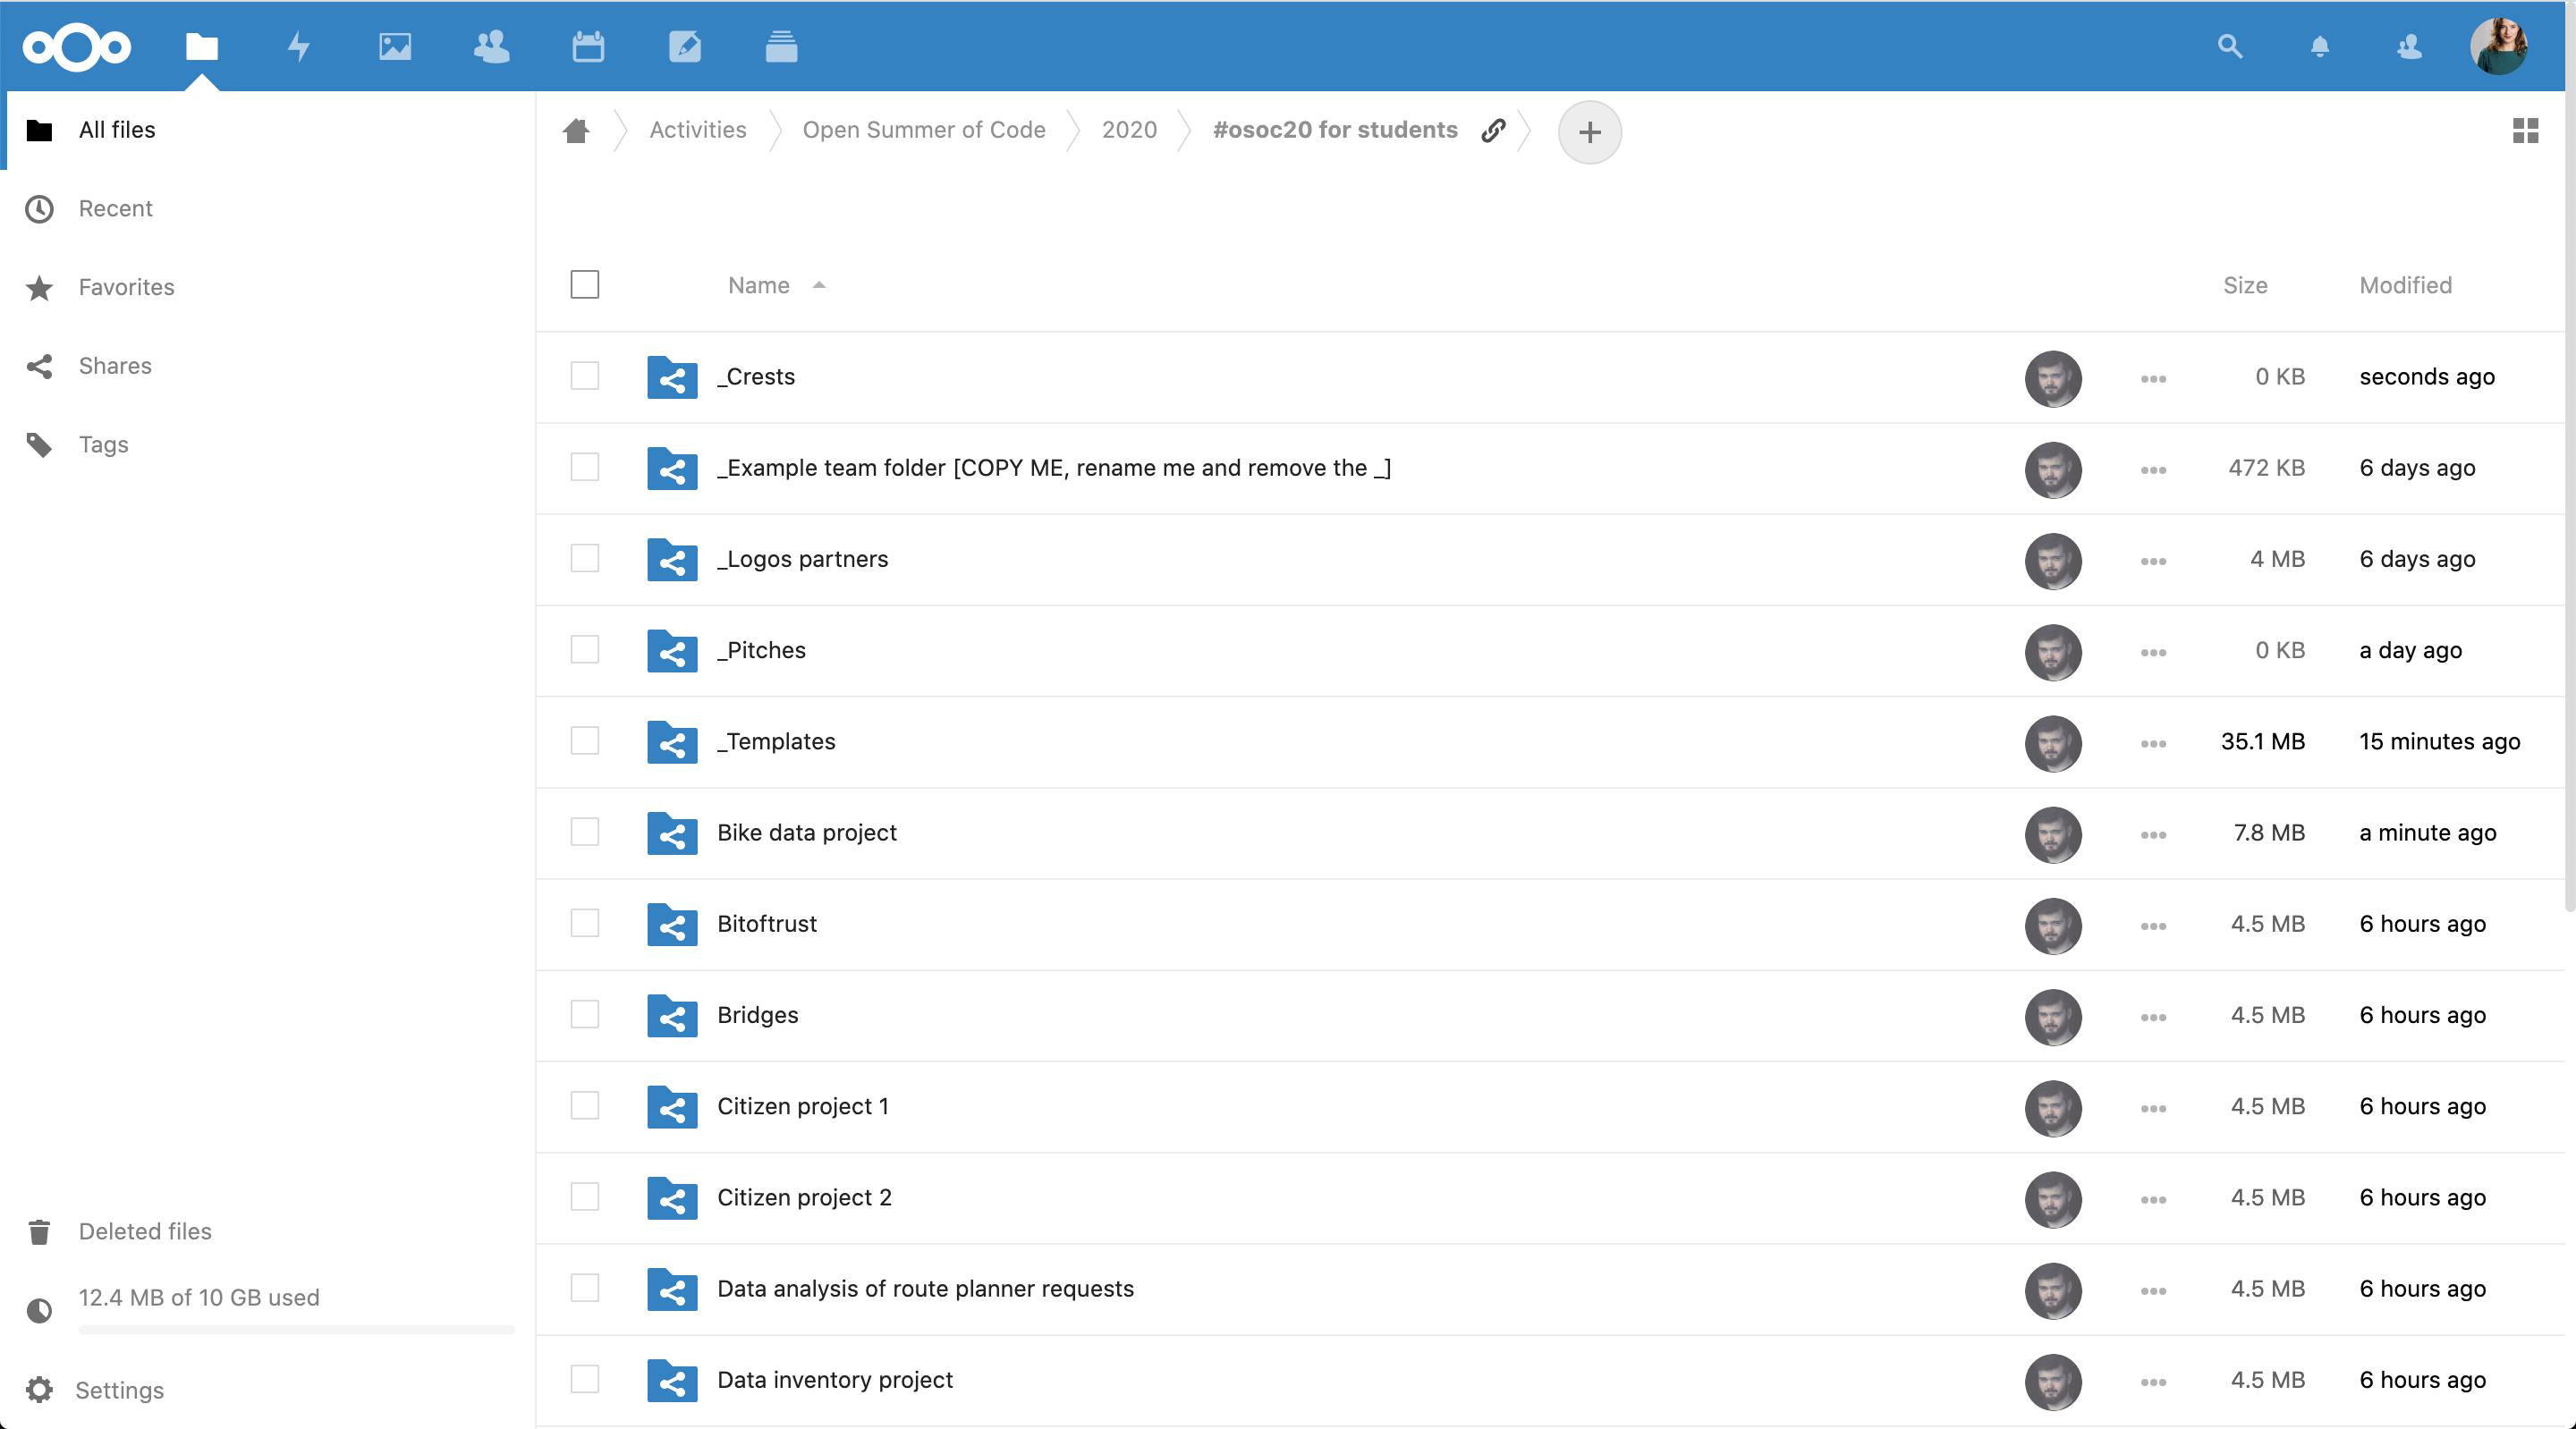 All files
Recent
Favorites
Shares
Tags
Deleted files
12.4 MB of 10 GB used
Settings
Activities Open Summer of Code 2020 #osoc20 for students
Name Size Modified
_Crests 0 KB seconds ago
_Example team folder [COPY ME, rename me and remove the _] 472 KB 6 days ago
_Logos partners 4 MB 6 days ago
_Pitches 0 KB a day ago
_Templates 35.1 MB 15 minutes ago
Bike data project 7.8 MB a minute ago
Bitoftrust 4.5 MB 6 hours ago
Bridges 4.5 MB 6 hours ago
Citizen project 1 4.5 MB 6 hours ago
Citizen project 2 4.5 MB 6 hours ago
Data analysis of route planner requests 4.5 MB 6 hours ago
Data inventory project 4.5 MB 6 hours ago